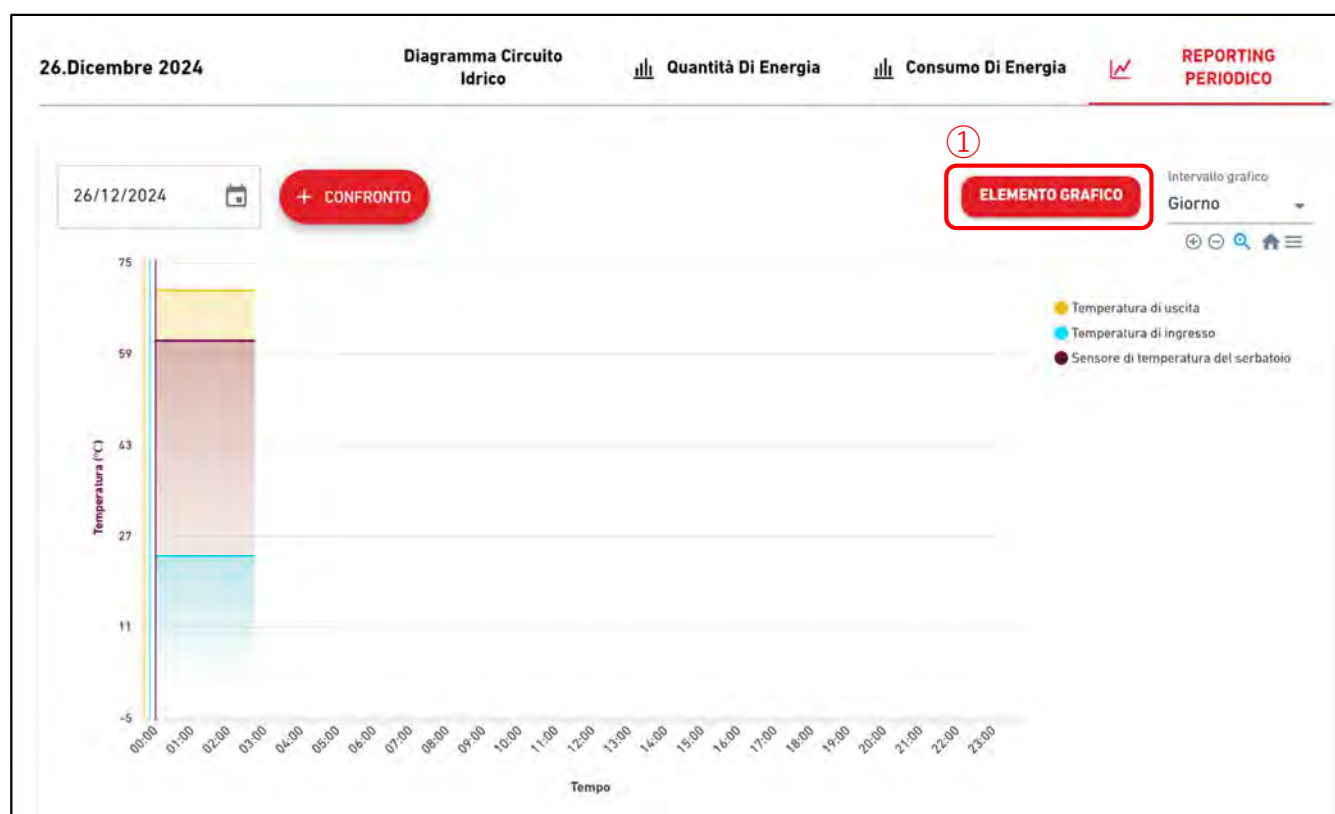 26.Dicembre 2024
Diagramma Circuito
Idrico
Quantità Di Energia
Consumo Di Energia
REPORTING
PERIODICO
①
26/12/2024
+ CONFRONTO
ELEMENTO GRAFICO
Intervallo grafico
Giorno
75
59
43
27
11
-5
Temperatura (°C)
Temperatura di uscita
Temperatura di ingresso
Sensore di temperatura del serbatoio
00:00 01:00 02:00 03:00 04:00 05:00 06:00 07:00 08:00 09:00 10:00 11:00 12:00 13:00 14:00 15:00 16:00 17:00 18:00 19:00 20:00 21:00 22:00 23:00
Tempo